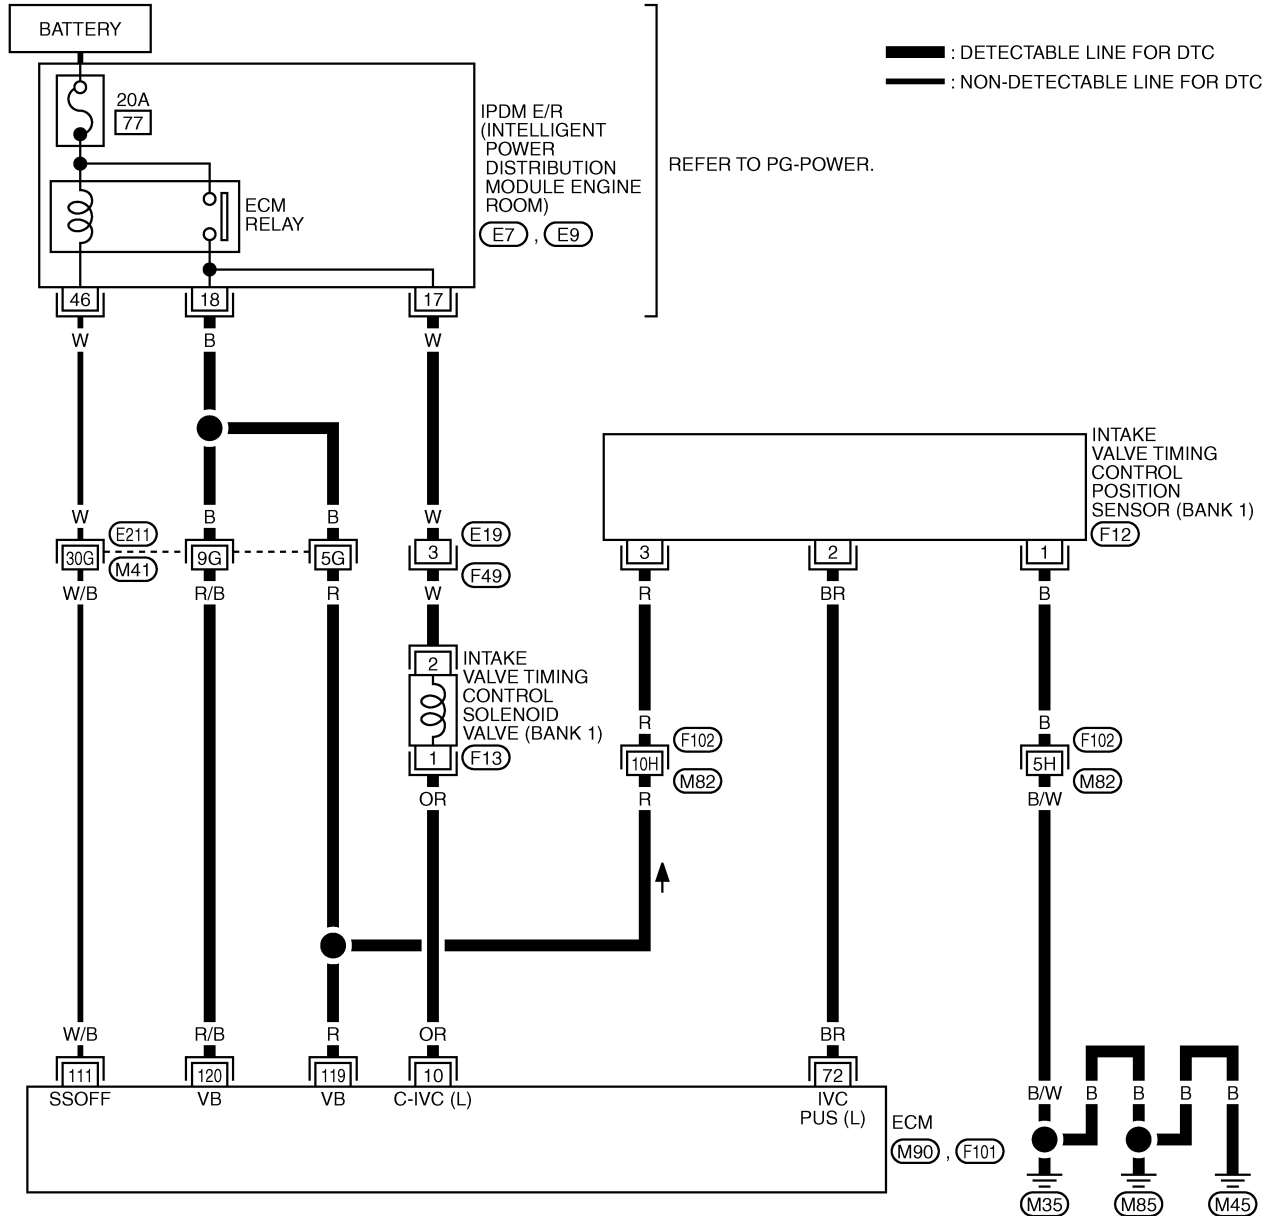 BATTERY
: DETECTABLE LINE FOR DTC
: NON-DETECTABLE LINE FOR DTC
20A
77
IPDM E/R
(INTELLIGENT
POWER
DISTRIBUTION
MODULE ENGINE
ROOM)
E7 , E9
REFER TO PG-POWER.
ECM
RELAY
46 18 17
W B W
INTAKE
VALVE TIMING
CONTROL
POSITION
SENSOR (BANK 1)
F12
W B B W
E211 E19
30G 9G 5G 3 3 2 1
M41 F49
W/B R/B R W R BR B
2
INTAKE
VALVE TIMING
CONTROL
SOLENOID
VALVE (BANK 1)
1 F13
R B
F102 F102
10H 5H
M82 M82
OR R B/W
W/B R/B R OR BR
111 120 119 10 72
SSOFF VB VB C-IVC (L) IVC
PUS (L)
B/W B B B B
ECM
M90 , F101
M35 M85 M45